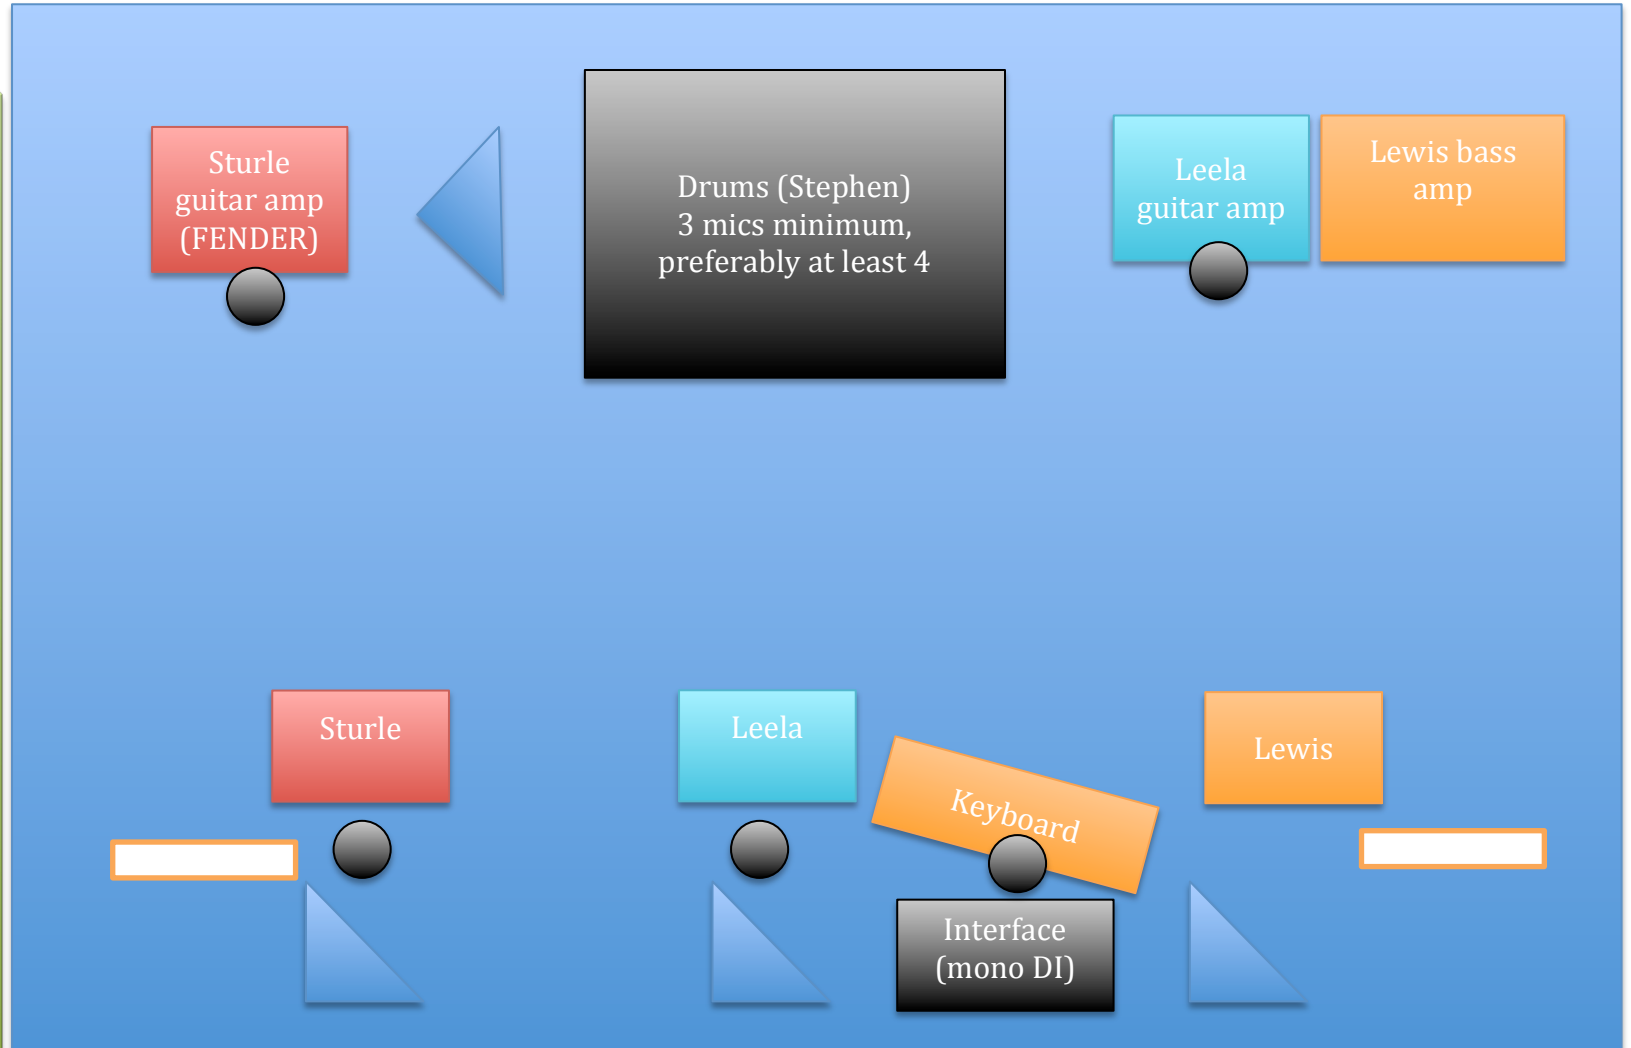 Sturle
guitar amp
(FENDER)
Drums (Stephen)
3 mics minimum,
preferably at least 4
Leela
guitar amp
Lewis bass
amp
Sturle
Leela
Keyboard
Lewis
Interface
(mono DI)